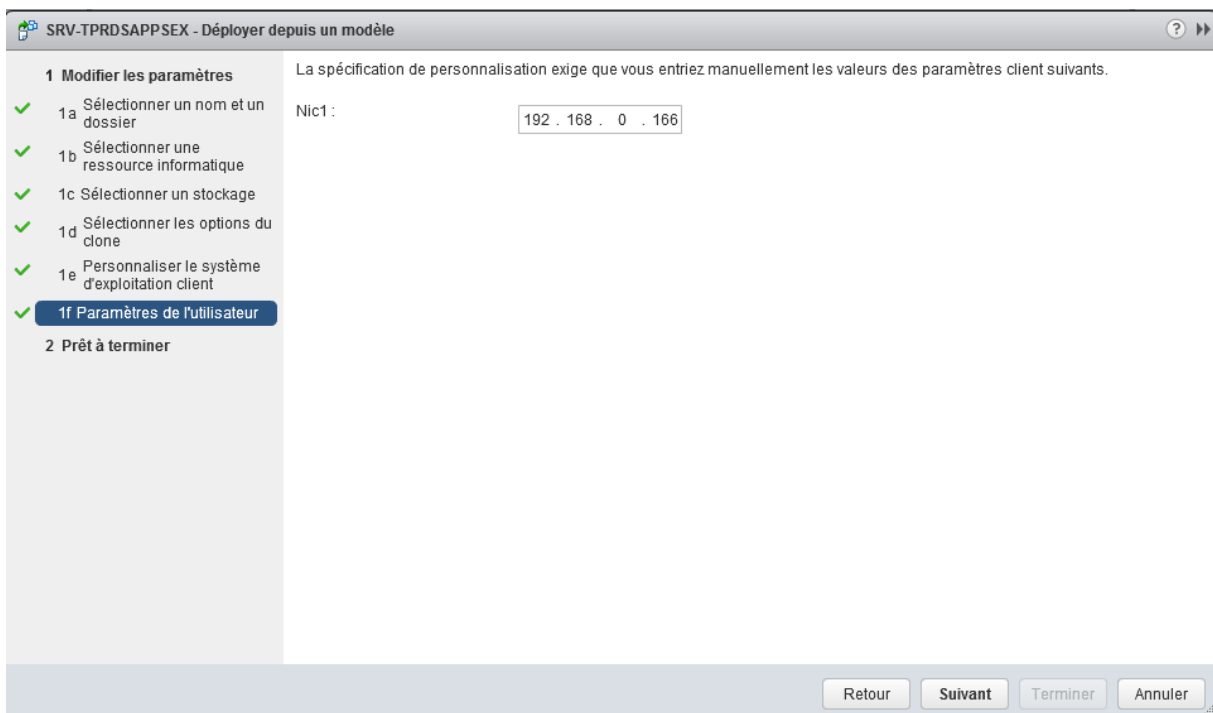 SRV-TPRDSAPPSEX - Déployer depuis un modèle
?
1 Modifier les paramètres
1a Sélectionner un nom et un
dossier
1b Sélectionner une
ressource informatique
1c Sélectionner un stockage
1d Sélectionner les options du
clone
1e Personnaliser le système
d'exploitation client
1f Paramètres de l'utilisateur
2 Prêt à terminer
La spécification de personnalisation exige que vous entriez manuellement les valeurs des paramètres client suivants.
Nic1 : 192 . 168 . 0 . 166
Retour Suivant Terminer Annuler